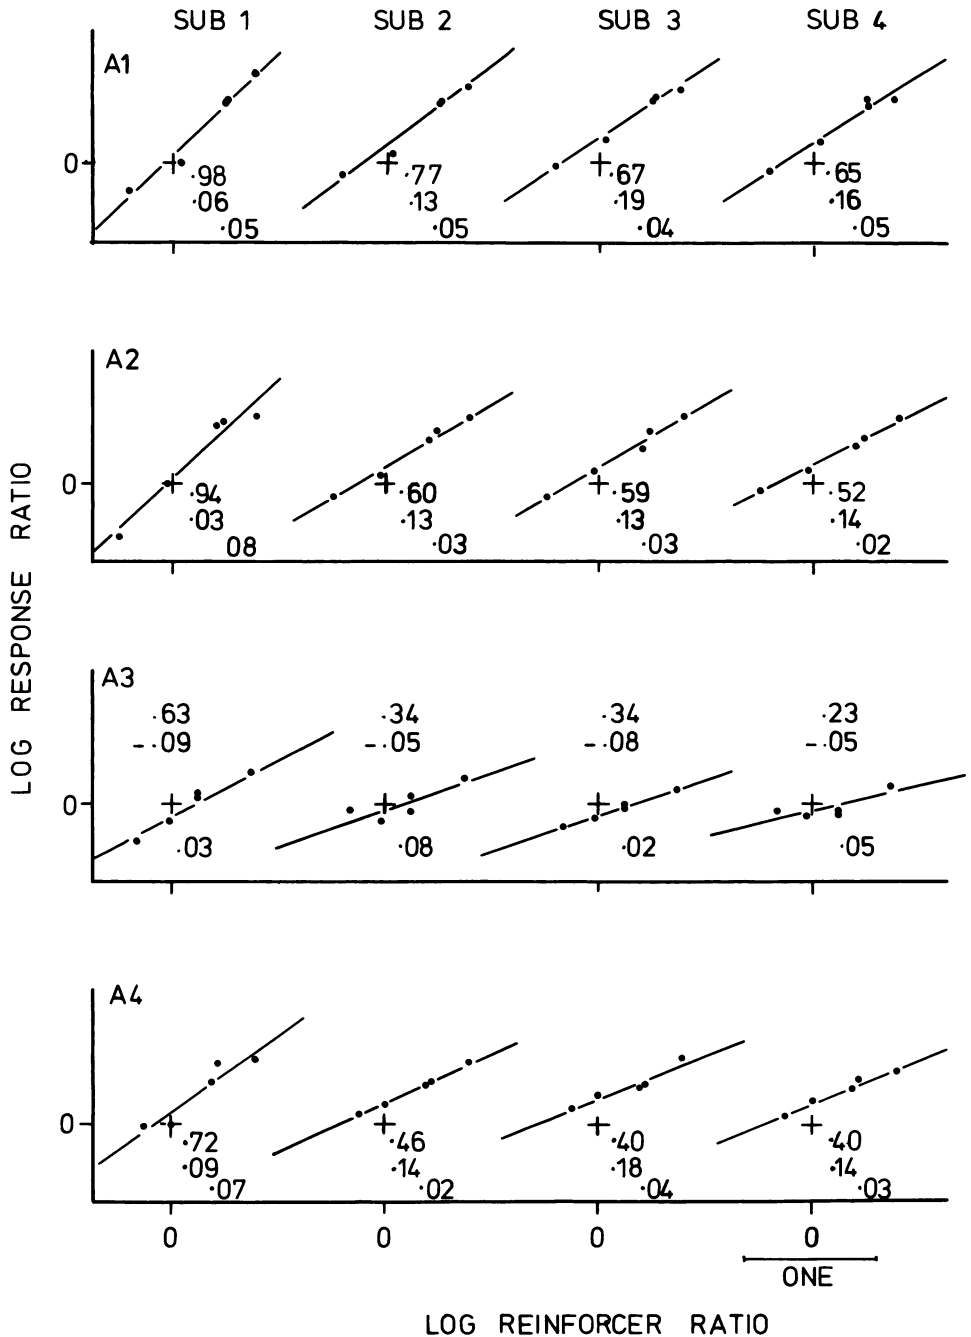 SUB 1 SUB 2 SUB 3 SUB 4
A1
0
.98 .77 .67 .65
.06 .13 .19 .16
.05 .05 .04 .05
A2
0
.94 .60 .59 .52
.03 .13 .13 .14
08 .03 .03 .02
A3
.63 .34 .34 .23
-.09 -.05 -.08 -.05
0
.03 .08 .02 .05
A4
0
.72 .46 .40 .40
.09 .14 .18 .14
.07 .02 .04 .03
0 0 0 0
ONE
LOG REINFORCER RATIO
LOG RESPONSE RATIO